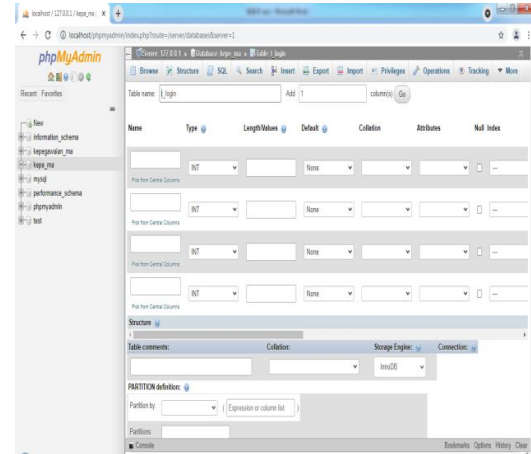 localhost / 127.0.0.1 / kepe_ma
localhost/phpmyadmin/index.php?route=/server/databases&server=1
phpMyAdmin
Recent Favorites
New
information_schema
kepegawaian_ma
kepe_ma
mysql
performance_schema
phpmyadmin
test
Server: 127.0.0.1 » Database: kepe_ma » Table: t_login
Browse Structure SQL Search Insert Export Import Privileges Operations Tracking More
Table name: t_login Add 1 column(s) Go
Name Type Length/Values Default Collation Attributes Null Index
INT None ---
Pick from Central Columns
INT None ---
Pick from Central Columns
INT None ---
Pick from Central Columns
INT None ---
Pick from Central Columns
Structure
Table comments: Collation: Storage Engine: Connection:
InnoDB
PARTITION definition:
Partition by: ( Expression or column list )
Partitions:
Console Bookmarks Options History Clear